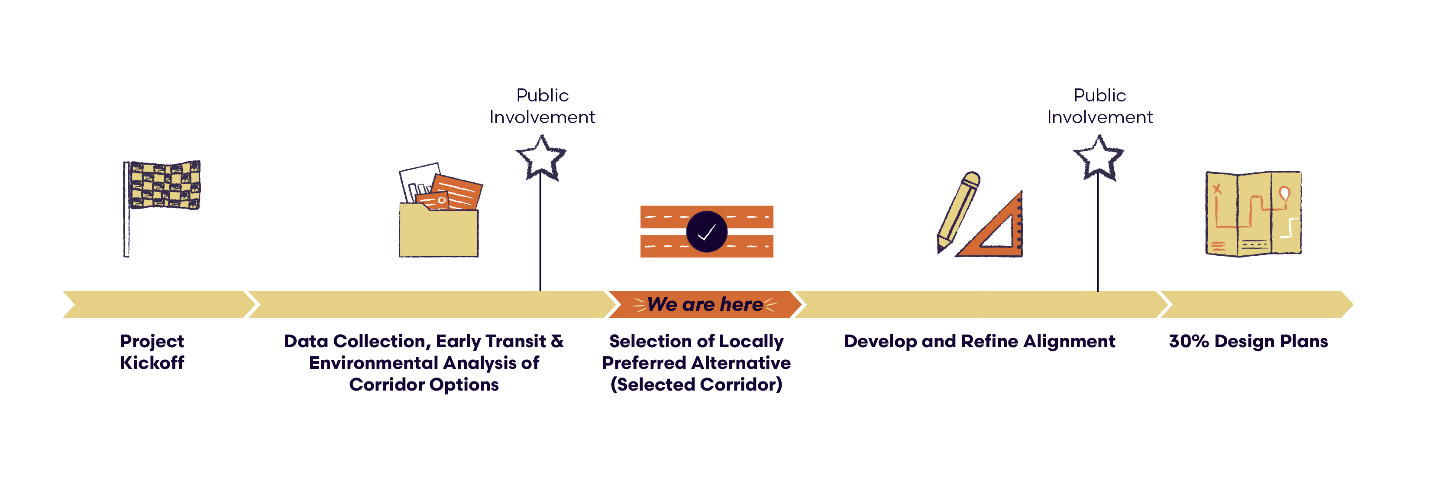 Public
Involvement
Public
Involvement
We are here
Project
Kickoff
Data Collection, Early Transit &
Environmental Analysis of
Corridor Options
Selection of Locally
Preferred Alternative
(Selected Corridor)
Develop and Refine Alignment
30% Design Plans